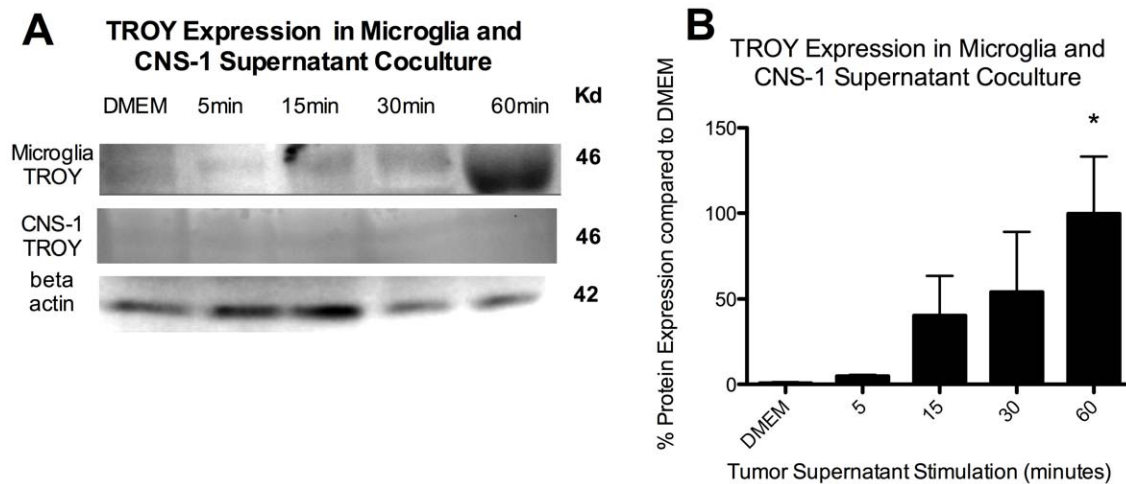 A
TROY Expression in Microglia and
CNS-1 Supernatant Coculture
DMEM 5min 15min 30min 60min Kd
Microglia
TROY
46
CNS-1
TROY
46
beta
actin
42
B
TROY Expression in Microglia and
CNS-1 Supernatant Coculture
% Protein Expression compared to DMEM
150
100
50
0
*
DMEM 5 15 30 60
Tumor Supernatant Stimulation (minutes)